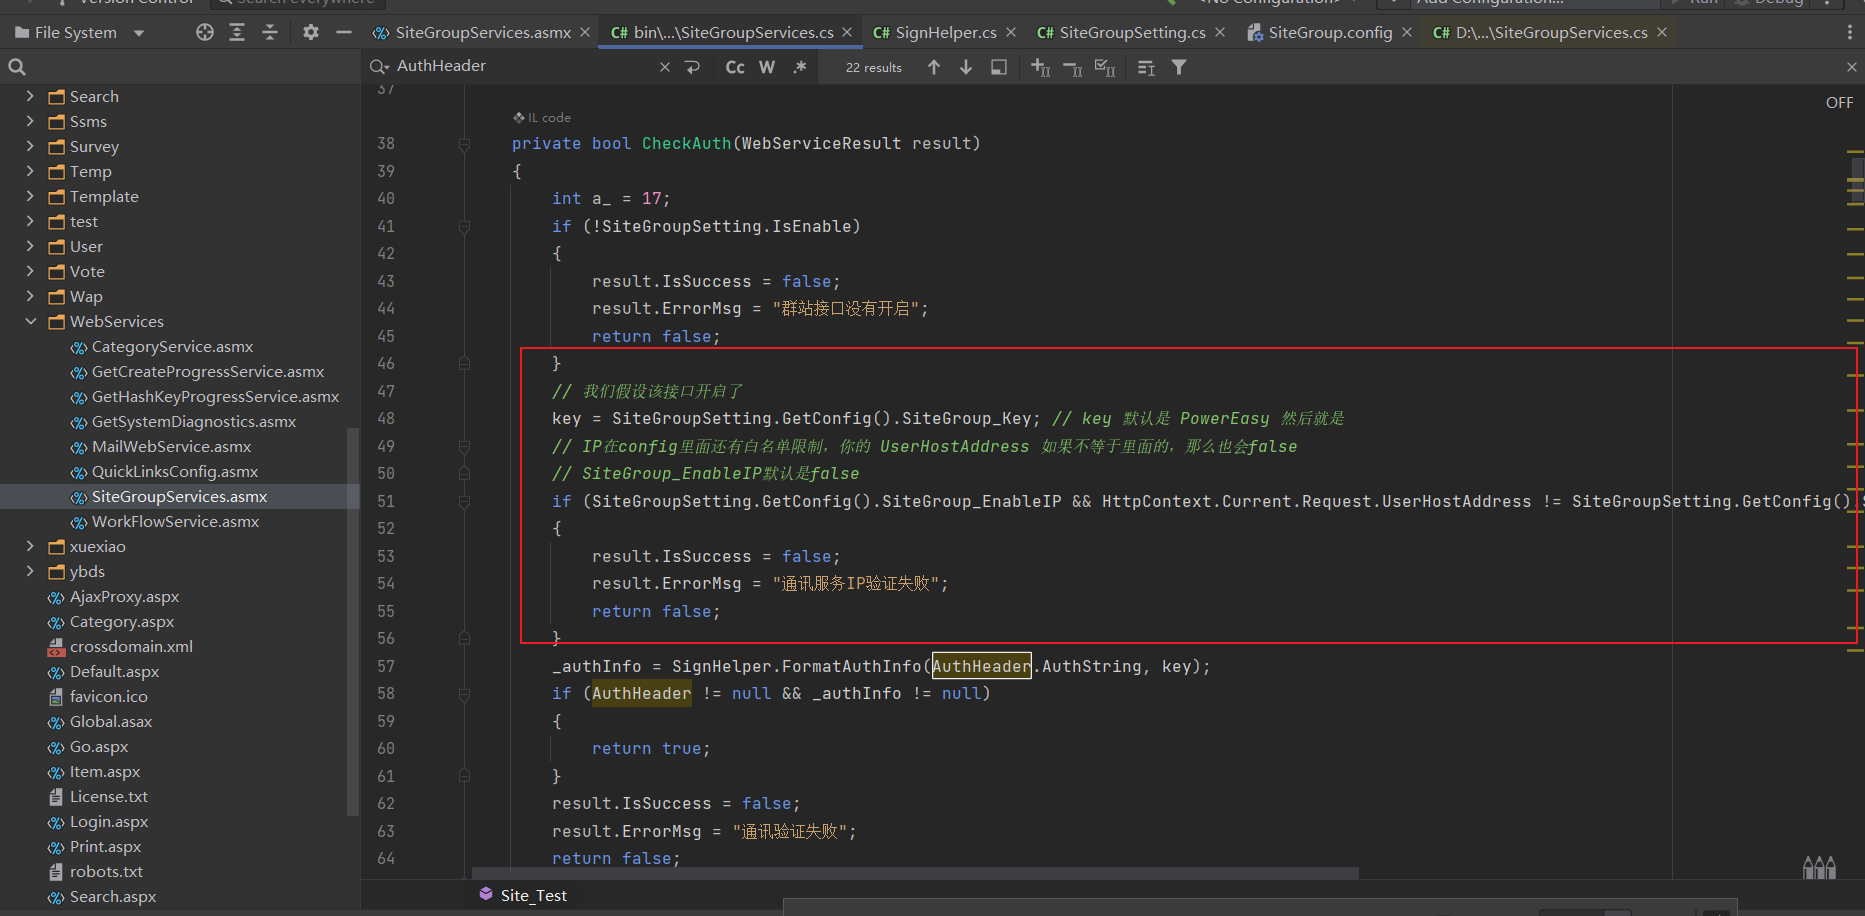 Version Control
Search everywhere
<No Configuration>
Add Configuration...
Run
Debug
File System
SiteGroupServices.asmx
C# bin\...\SiteGroupServices.cs
C# SignHelper.cs
C# SiteGroupSetting.cs
SiteGroup.config
C# D:\...\SiteGroupServices.cs
AuthHeader
Cc W .*
22 results
OFF
Search
Ssms
Survey
Temp
Template
test
User
Vote
Wap
WebServices
CategoryService.asmx
GetCreateProgressService.asmx
GetHashKeyProgressService.asmx
GetSystemDiagnostics.asmx
MailWebService.asmx
QuickLinksConfig.asmx
SiteGroupServices.asmx
WorkFlowService.asmx
xuexiao
ybds
AjaxProxy.aspx
Category.aspx
crossdomain.xml
Default.aspx
favicon.ico
Global.asax
Go.aspx
Item.aspx
License.txt
Login.aspx
Print.aspx
robots.txt
Search.aspx
37
IL code
38 private bool CheckAuth(WebServiceResult result)
39 {
40 int a_ = 17;
41 if (!SiteGroupSetting.IsEnable)
42 {
43 result.IsSuccess = false;
44 result.ErrorMsg = "群站接口没有开启";
45 return false;
46 }
47 // 我们假设该接口开启了
48 key = SiteGroupSetting.GetConfig().SiteGroup_Key; // key 默认是 PowerEasy 然后就是
49 // IP在config里面还有白名单限制，你的 UserHostAddress 如果不等于里面的，那么也会false
50 // SiteGroup_EnableIP默认是false
51 if (SiteGroupSetting.GetConfig().SiteGroup_EnableIP && HttpContext.Current.Request.UserHostAddress != SiteGroupSetting.GetConfig().
52 {
53 result.IsSuccess = false;
54 result.ErrorMsg = "通讯服务IP验证失败";
55 return false;
56 }
57 _authInfo = SignHelper.FormatAuthInfo(AuthHeader.AuthString, key);
58 if (AuthHeader != null && _authInfo != null)
59 {
60 return true;
61 }
62 result.IsSuccess = false;
63 result.ErrorMsg = "通讯验证失败";
64 return false;
Site_Test